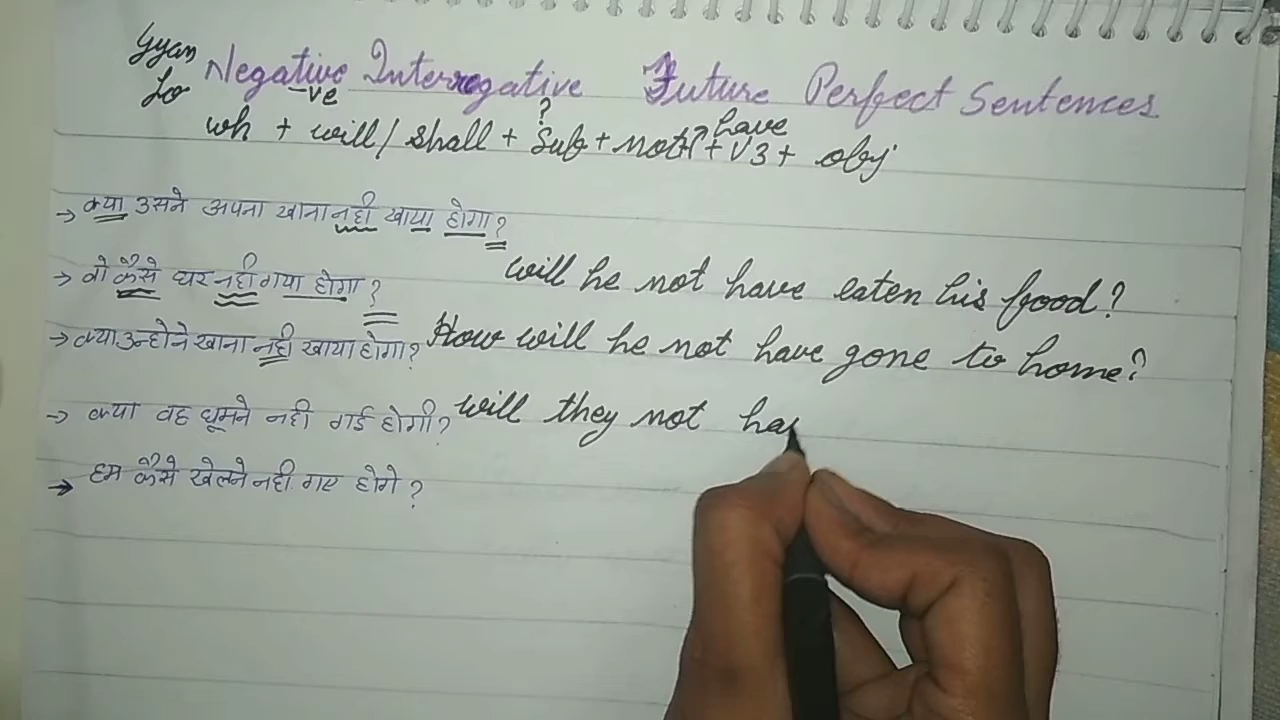 Gyan
Lo
Negative Interrogative Future Perfect Sentences
-ve ?
wh + will/shall + Sub + not + have + V3 + obj
→ क्या उसने अपना खाना नही खाया होगा?
will he not have eaten his food?
→ वो कैसे घर नही गया होगा?
How will he not have gone to home?
→ क्या उन्होने खाना नही खाया होगा?
will they not ha
→ क्या वह घूमने नही गई होगी?
→ हम कैसे खेलने नही गए होगे?